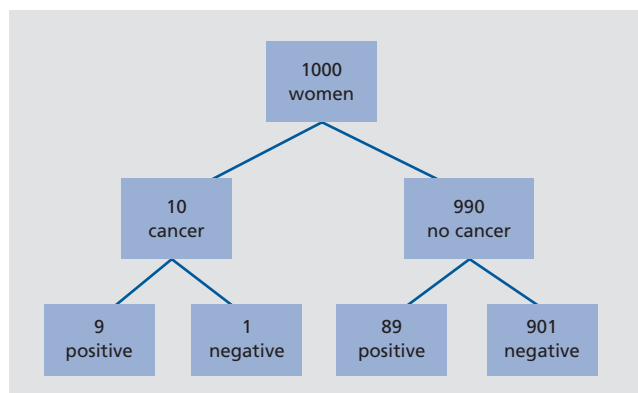 1000
women
10
cancer
990
no cancer
9
positive
1
negative
89
positive
901
negative